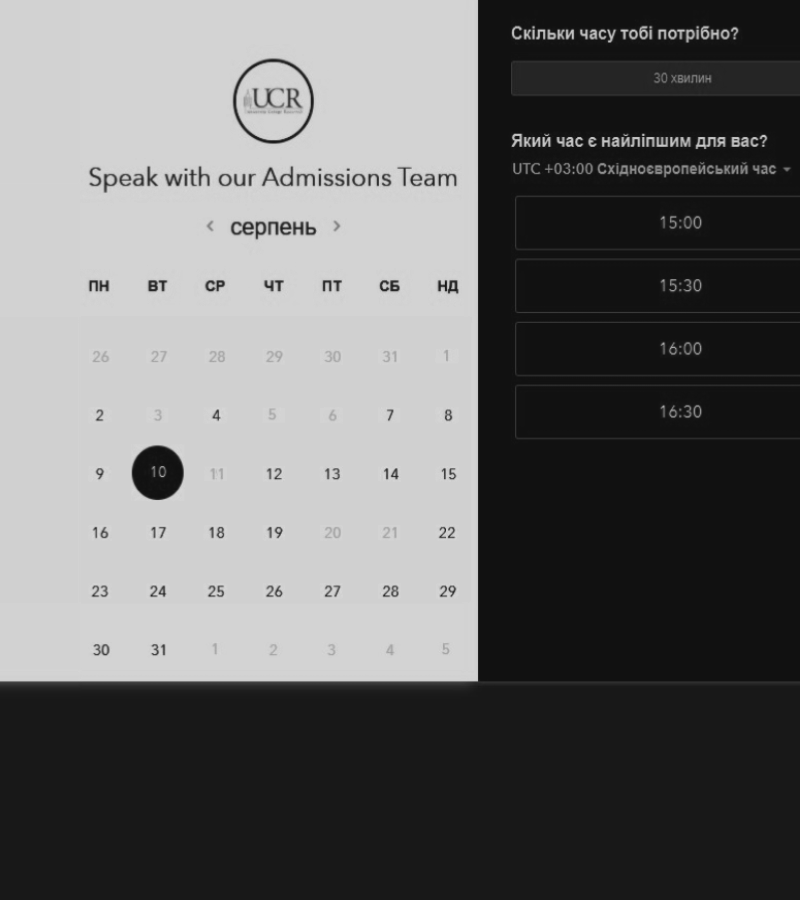 UCR
Speak with our Admissions Team
серпень
ПН ВТ СР ЧТ ПТ СБ НД
26 27 28 29 30 31 1
2 3 4 5 6 7 8
9 10 11 12 13 14 15
16 17 18 19 20 21 22
23 24 25 26 27 28 29
30 31 1 2 3 4 5
Скільки часу тобі потрібно?
30 хвилин
Який час є найліпшим для вас?
UTC +03:00 Східноєвропейський час
15:00
15:30
16:00
16:30